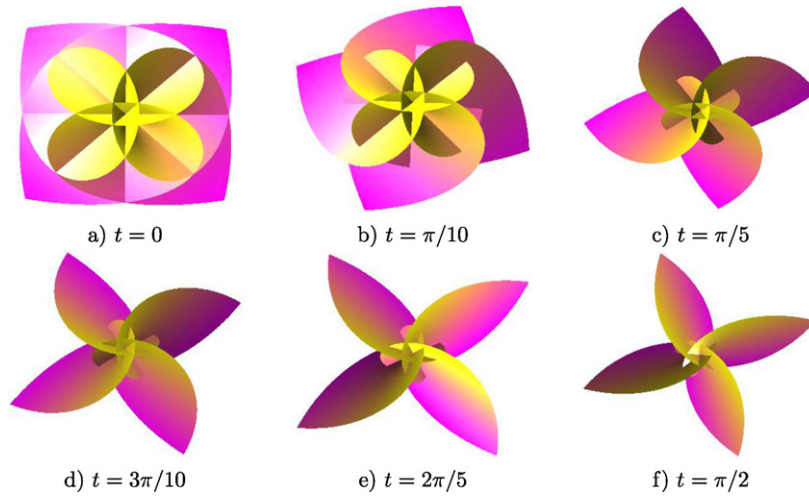 a) t = 0
b) t = π/10
c) t = π/5
d) t = 3π/10
e) t = 2π/5
f) t = π/2